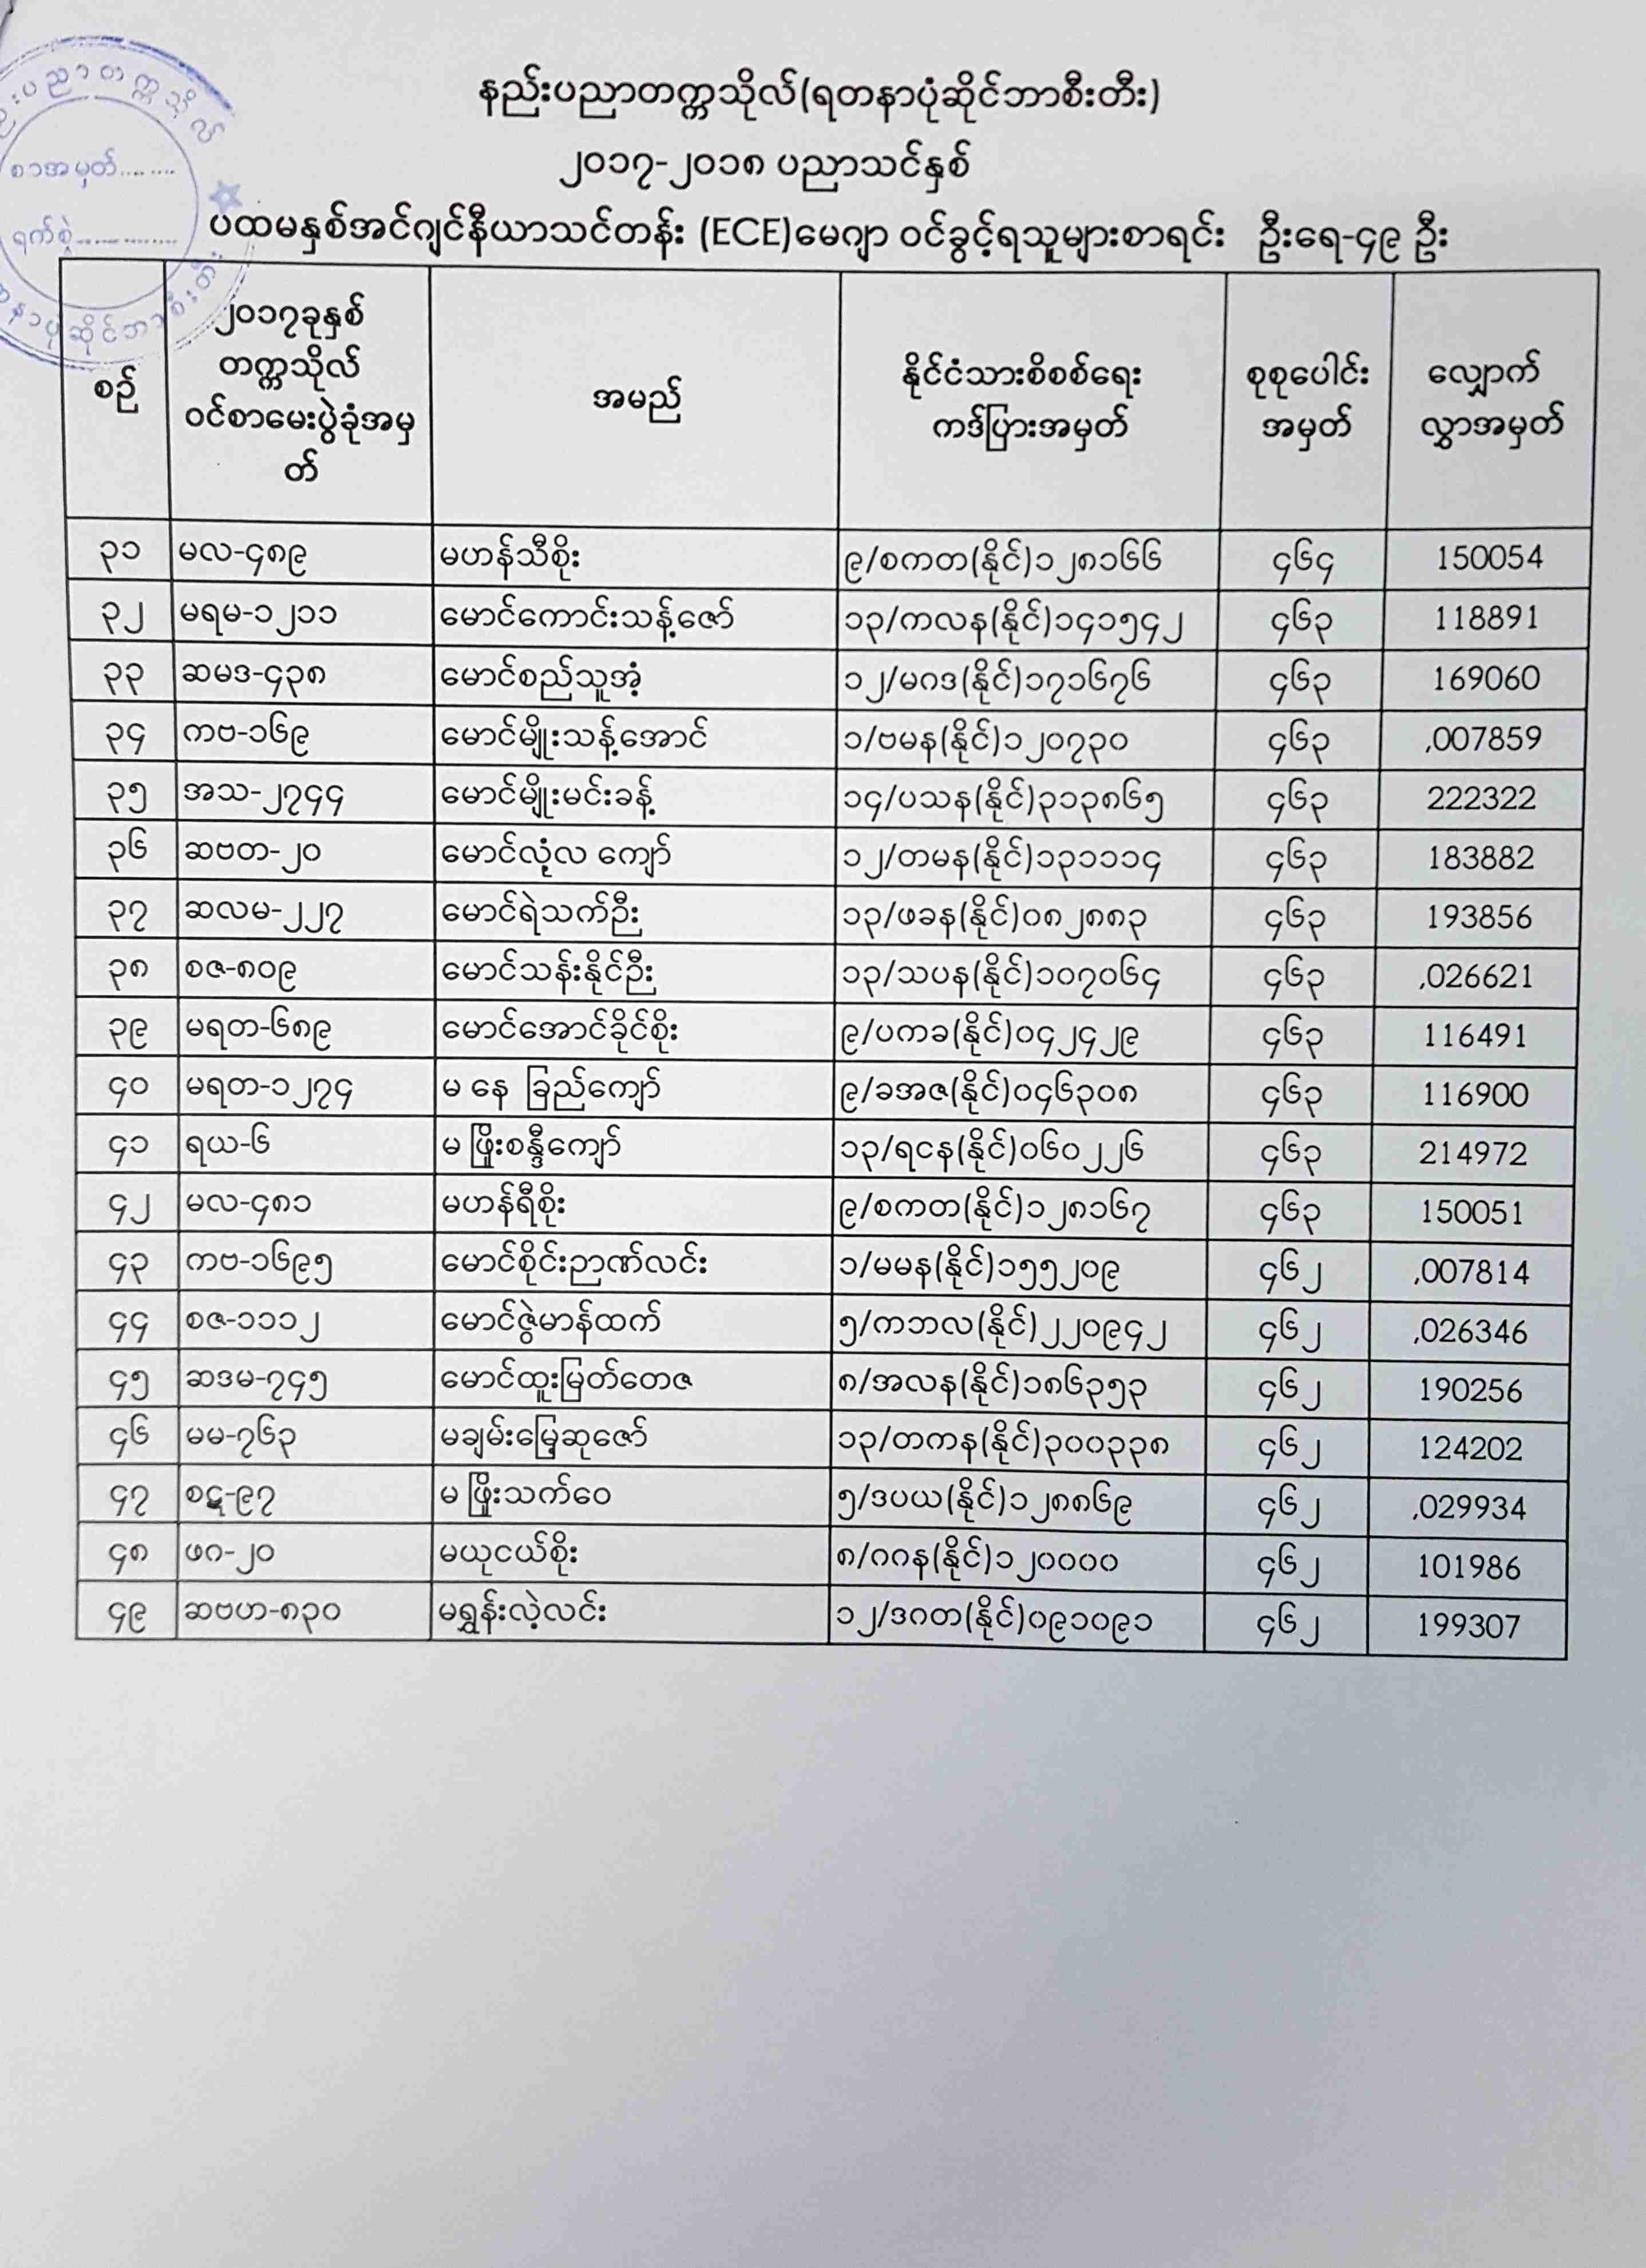 နည်းပညာတက္ကသိုလ်(ရတနာပုံဆိုင်ဘာစီးတီး)
၂၀၁၇-၂၀၁၈ ပညာသင်နှစ်
စာအမှတ်........
ရက်စွဲ...............
ပထမနှစ်အင်ဂျင်နီယာသင်တန်း (ECE)မေဂျာ ဝင်ခွင့်ရသူများစာရင်း ဦးရေ-၄၉ ဦး
စဉ် ၂၀၁၇ခုနှစ် တက္ကသိုလ် ဝင်စာမေးပွဲခုံအမှတ် အမည် နိုင်ငံသားစိစစ်ရေး ကဒ်ပြားအမှတ် စုစုပေါင်း အမှတ် လျှောက် လွှာအမှတ်
၃၁ မလ-၄၈၉ မဟန်သီစိုး ၉/စကတ(နိုင်)၁၂၈၁၆၆ ၄၆၄ 150054
၃၂ မရမ-၁၂၁၁ မောင်ကောင်းသန့်ဇော် ၁၃/ကလန(နိုင်)၁၄၁၅၄၂ ၄၆၃ 118891
၃၃ ဆမဒ-၄၃၈ မောင်စည်သူအံ့ ၁၂/မဂဒ(နိုင်)၁၇၁၆၇၆ ၄၆၃ 169060
၃၄ ကဗ-၁၆၉ မောင်မျိုးသန့်အောင် ၁/ဗမန(နိုင်)၁၂၀၇၃၀ ၄၆၃ ,007859
၃၅ အသ-၂၇၄၄ မောင်မျိုးမင်းခန့် ၁၄/ပသန(နိုင်)၃၁၃၈၆၅ ၄၆၃ 222322
၃၆ ဆဗတ-၂၀ မောင်လုံ့လ ကျော် ၁၂/တမန(နိုင်)၁၃၁၁၁၄ ၄၆၃ 183882
၃၇ ဆလမ-၂၂၇ မောင်ရဲသက်ဦး ၁၃/ဖခန(နိုင်)၀၈၂၈၈၃ ၄၆၃ 193856
၃၈ စဇ-၈၀၉ မောင်သန်းနိုင်ဦး ၁၃/သပန(နိုင်)၁၀၇၀၆၄ ၄၆၃ ,026621
၃၉ မရတ-၆၈၉ မောင်အောင်ခိုင်စိုး ၉/ပကခ(နိုင်)၀၄၂၄၂၉ ၄၆၃ 116491
၄၀ မရတ-၁၂၇၄ မ နေ ခြည်ကျော် ၉/ခအဇ(နိုင်)၀၄၆၃၀၈ ၄၆၃ 116900
၄၁ ရယ-၆ မ ဖြိုးစန္ဒီကျော် ၁၃/ရငန(နိုင်)၀၆၀၂၂၆ ၄၆၃ 214972
၄၂ မလ-၄၈၁ မဟန်ရီစိုး ၉/စကတ(နိုင်)၁၂၈၁၆၇ ၄၆၃ 150051
၄၃ ကဗ-၁၆၉၅ မောင်စိုင်းဉာဏ်လင်း ၁/မမန(နိုင်)၁၅၅၂၀၉ ၄၆၂ ,007814
၄၄ စဇ-၁၁၁၂ မောင်ဇွဲမာန်ထက် ၅/ကဘလ(နိုင်)၂၂၀၉၄၂ ၄၆၂ ,026346
၄၅ ဆဒမ-၇၄၅ မောင်ထူးမြတ်တေဇ ၈/အလန(နိုင်)၁၈၆၃၅၃ ၄၆၂ 190256
၄၆ မမ-၇၆၃ မချမ်းမြေ့ဆုဇော် ၁၃/တကန(နိုင်)၃၀၀၃၃၈ ၄၆၂ 124202
၄၇ စဋ္ဌ-၉၇ မ ဖြိုးသက်ဝေ ၅/ဒပယ(နိုင်)၁၂၈၈၆၉ ၄၆၂ ,029934
၄၈ ဖဂ-၂၀ မယုငယ်စိုး ၈/ဂဂန(နိုင်)၁၂၀၀၀၀ ၄၆၂ 101986
၄၉ ဆဗဟ-၈၃၀ မရွှန်းလဲ့လင်း ၁၂/ဒဂတ(နိုင်)၀၉၁၀၉၁ ၄၆၂ 199307